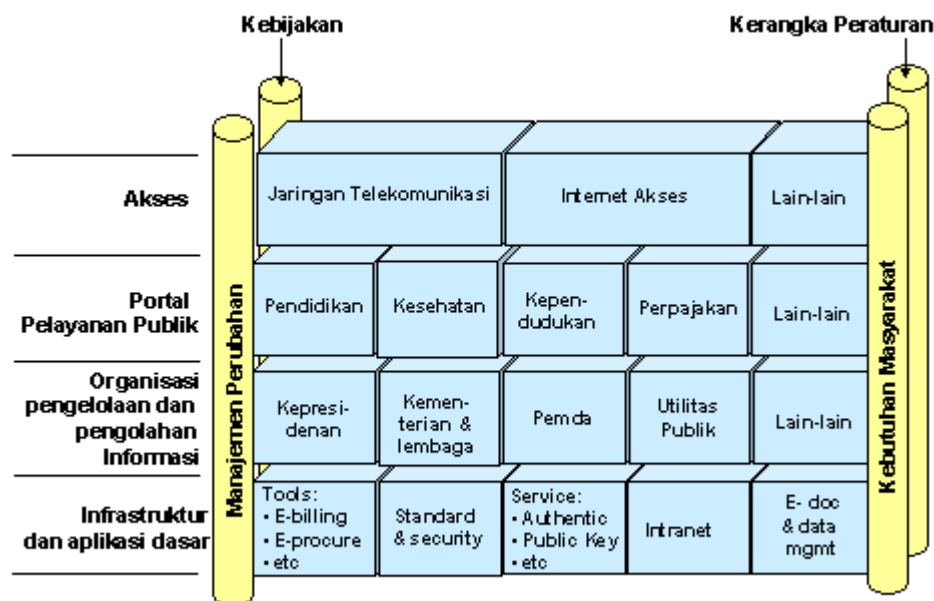 Kebijakan
Kerangka Peraturan
Akses
Jaringan Telekomunikasi
Internet Akses
Lain-lain
Portal
Pelayanan Publik
Pendidikan
Kesehatan
Kepen-
dudukan
Perpajakan
Lain-lain
Organisasi
pengelolaan dan
pengolahan
Informasi
Kepresi-
denan
Kemen-
terian &
lembaga
Pemda
Utilitas
Publik
Lain-lain
Infrastruktur
dan aplikasi dasar
Tools:
• E-billing
• E-procure
• etc
Standard
& security
Service:
• Authentic
• Public Key
• etc
Intranet
E- doc
& data
mgmt
Manajemen Perubahan
Kebutuhan Masyarakat